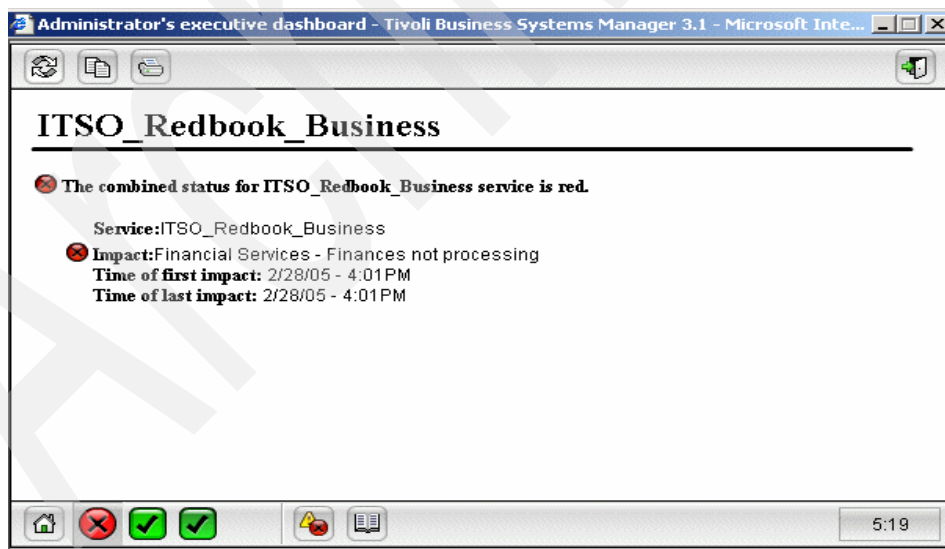 Administrator's executive dashboard - Tivoli Business Systems Manager 3.1 - Microsoft Inte...
ITSO_Redbook_Business
The combined status for ITSO_Redbook_Business service is red.
Service:ITSO_Redbook_Business
Impact:Financial Services - Finances not processing
Time of first impact: 2/28/05 - 4:01PM
Time of last impact: 2/28/05 - 4:01PM
5:19